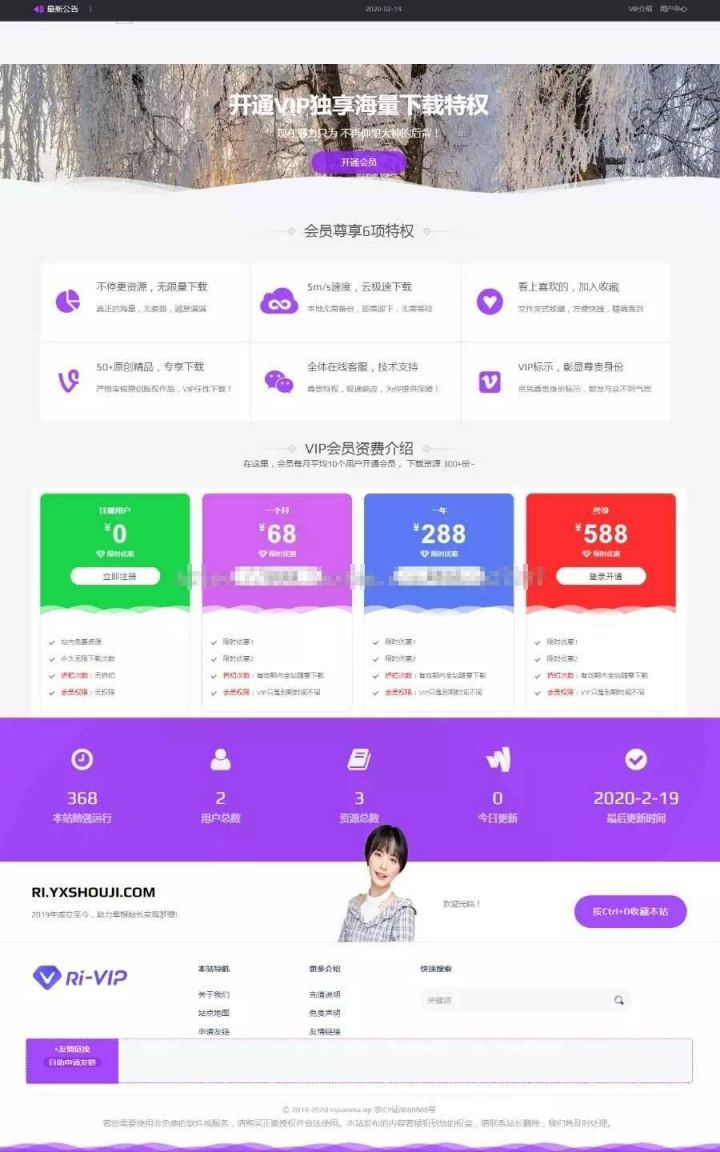 最新公告
2020-02-19
VIP介绍 用户中心
开通VIP独享海量下载特权
现在努力只为 不再仰望大神的后背！
开通会员
会员尊享6项特权
不停更资源，无限量下载
真正的海量，无套路，诚意满满
5m/s速度，云极速下载
本地无需备份，即需即下，无需等待
看上喜欢的，加入收藏
文件夹式收藏，方便快捷，精确直到
50+原创精品，专享下载
严格审核原创版权作品，VIP任性下载！
全体在线客服，技术支持
尊贵特权，极速响应，为你提供保障！
VIP标示，彰显尊贵身份
点亮尊贵身份标示，散发与众不同气质
VIP会员资费介绍
在这里，会员每月平均10个用户开通会员， 下载资源 300+份~
注册用户
¥0
限时优惠
立即注册
站内免费资源
永久无限下载次数
折扣次数：无折扣
会员权限：无权限
一个月
¥68
限时优惠
限时优惠1
限时优惠2
折扣次数：有效期内全站随意下载
会员权限：VIP只是到期时间不同
一年
¥288
限时优惠
限时优惠1
限时优惠2
折扣次数：有效期内全站随意下载
会员权限：VIP只是到期时间不同
终身
¥588
限时优惠
登录开通
限时优惠1
限时优惠2
折扣次数：有效期内全站随意下载
会员权限：VIP只是到期时间不同
368
本站勉强运行
2
用户总数
3
资源总数
0
今日更新
2020-2-19
最后更新时间
RI.YXSHOUJI.COM
2019年成立至今，助力草根站长实现梦想!
欢迎光临！
按Ctrl+D收藏本站
Ri-VIP
本站导航
关于我们
站点地图
申请友链
更多介绍
充值说明
免责声明
友情链接
快速搜索
关键词
+友情链接
自助申请友链
若您需要使用非免费的软件或服务，请购买正版授权并合法使用。本站发布的内容若侵犯到您的权益，请联系站长删除，我们将及时处理。